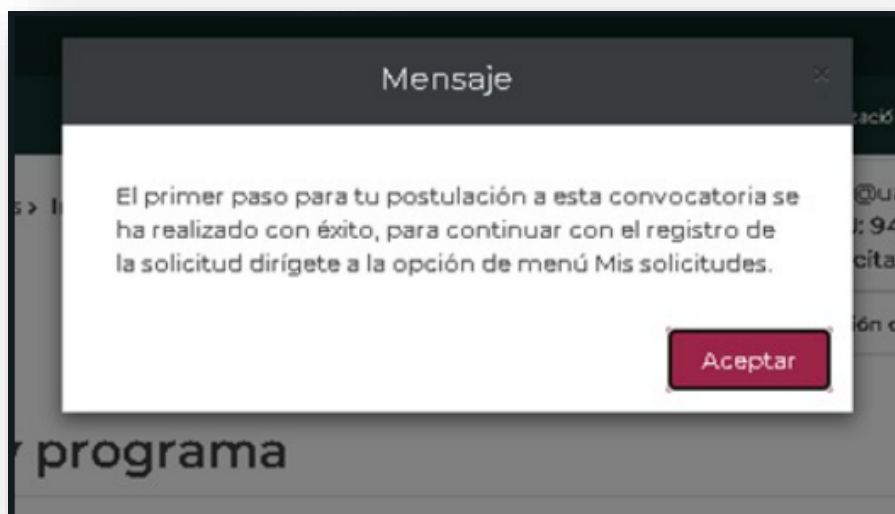 Mensaje
×
El primer paso para tu postulación a esta convocatoria se
ha realizado con éxito, para continuar con el registro de
la solicitud dirígete a la opción de menú Mis solicitudes.
Aceptar
programa